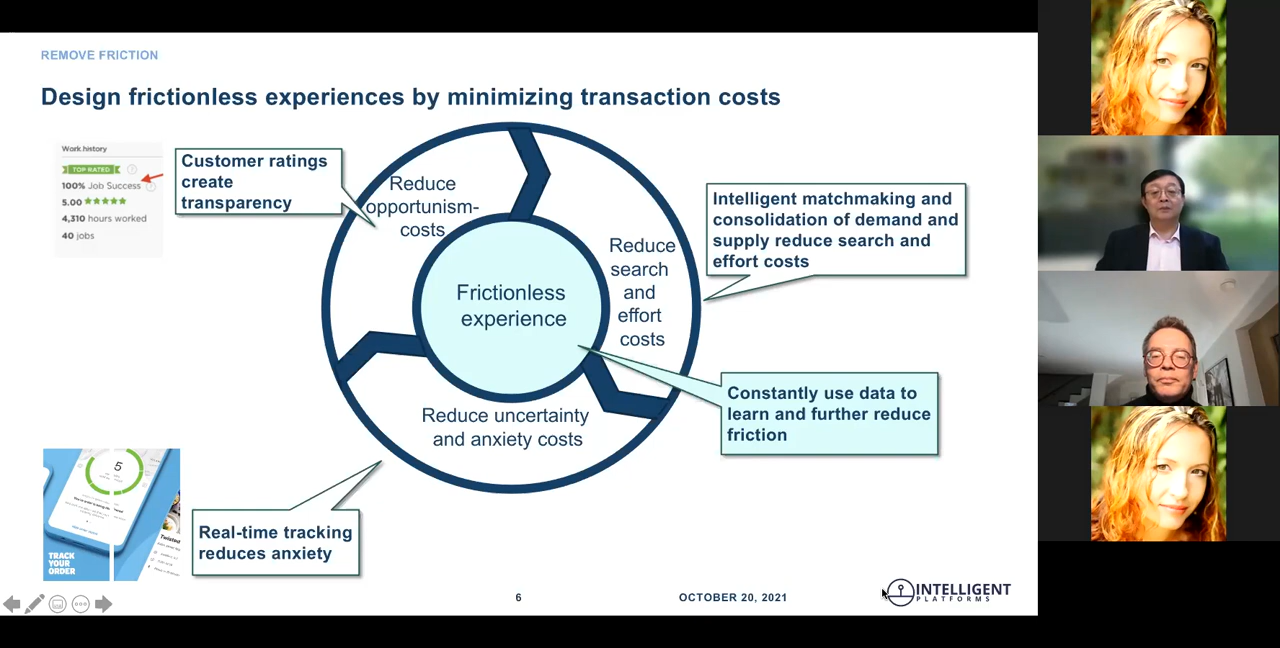 REMOVE FRICTION
Design frictionless experiences by minimizing transaction costs
Work history
TOP RATED
100% Job Success
5.00
4,310 hours worked
40 jobs
Customer ratings
create
transparency
Reduce
opportunism-
costs
Intelligent matchmaking and
consolidation of demand and
supply reduce search and
effort costs
Reduce
search
and
effort
costs
Frictionless
experience
Constantly use data to
learn and further reduce
friction
Reduce uncertainty
and anxiety costs
5
Twisted
TRACK
YOUR
ORDER
Real-time tracking
reduces anxiety
6
OCTOBER 20, 2021
INTELLIGENT
PLATFORMS